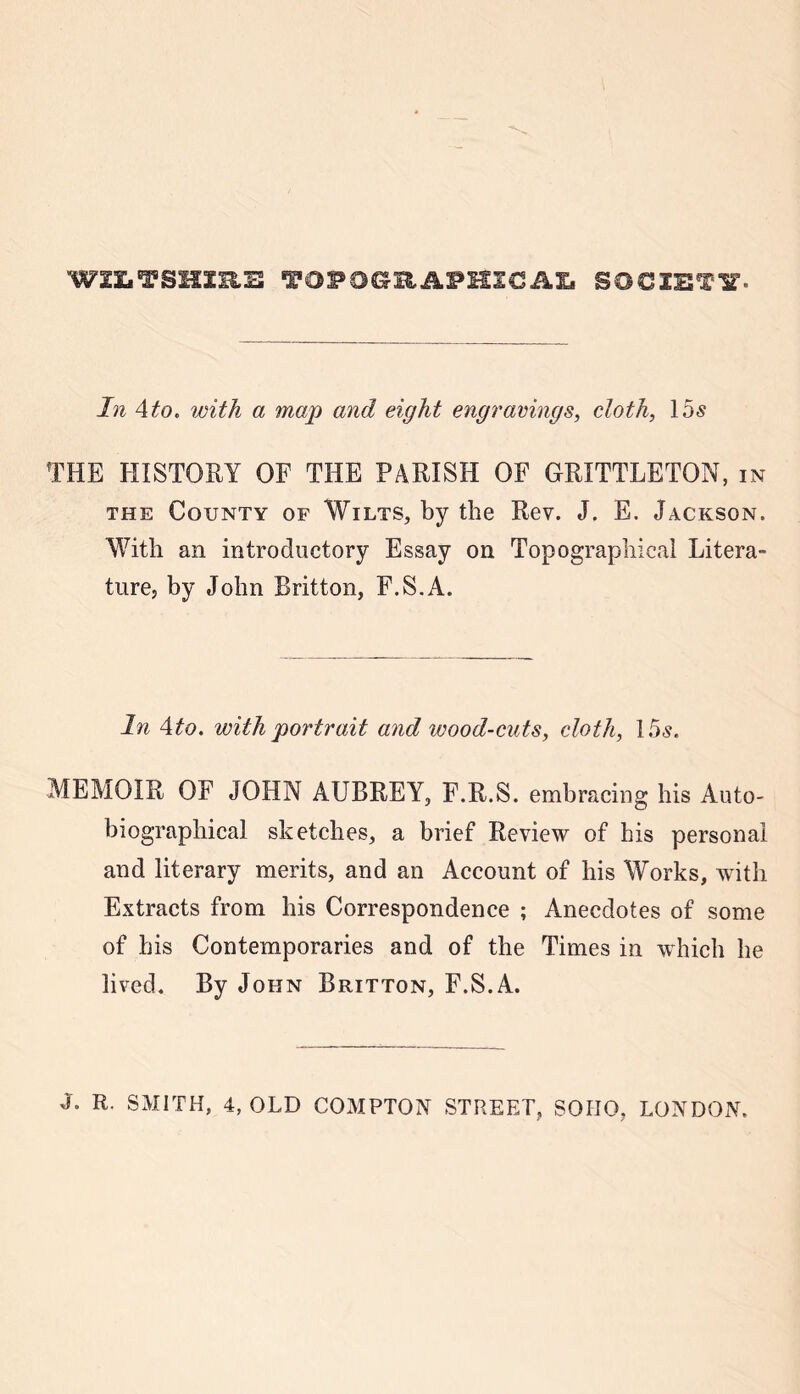 WILTSHIRE TOPOGRAPHICAL SOCIETY.
In 4to. with a map and eight engravings, cloth, 15s
THE HISTORY OF THE PARISH OF GRITTLETON, IN
THE COUNTY OF WILTS, by the Rev. J. E. JACKSON.
With an introductory Essay on Topographical Litera-
ture, by John Britton, F.S.A.
In 4to. with portrait and wood-cuts, cloth, 15s.
MEMOIR OF JOHN AUBREY, F.R.S. embracing his Auto-
biographical sketches, a brief Review of his personal
and literary merits, and an Account of his Works, with
Extracts from his Correspondence ; Anecdotes of some
of his Contemporaries and of the Times in which he
lived. By JOHN BRITTON, F.S.A.
J. R. SMITH, 4, OLD COMPTON STREET, SOHO, LONDON.